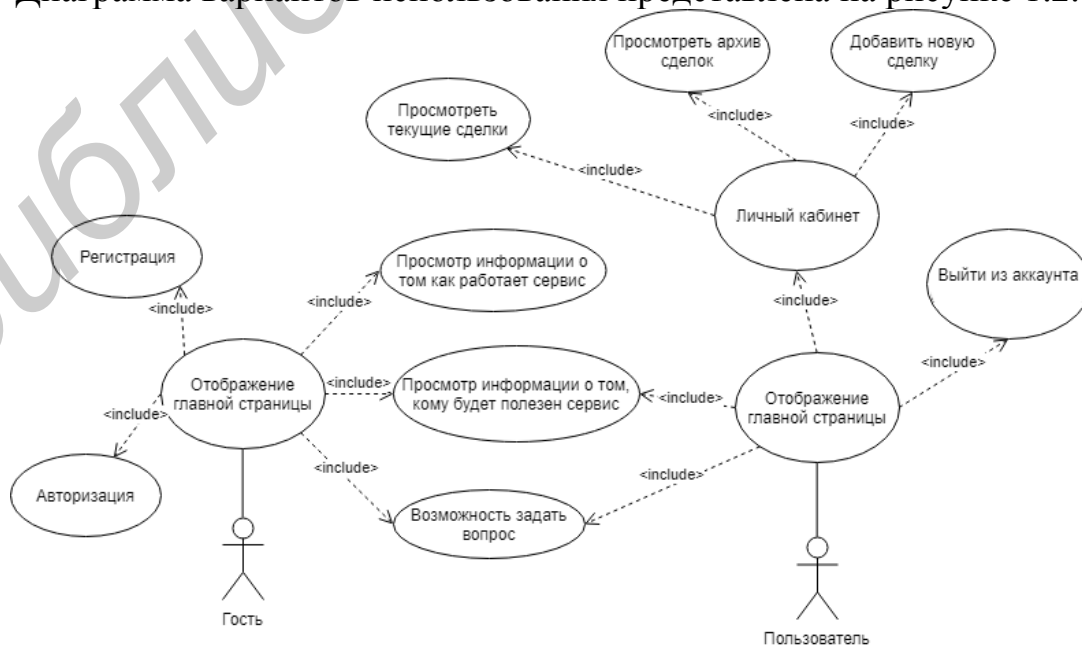 Диаграмма вариантов использования представлена на рисунке 1.2.
Просмотреть архив
сделок
Добавить новую
сделку
Просмотреть
текущие сделки
<include>
<include>
<include>
Личный кабинет
Регистрация
Просмотр информации о
том как работает сервис
Выйти из аккаунта
<include>
<include>
<include>
Отображение
главной страницы
<include>
Просмотр информации о том,
кому будет полезен сервис
<include>
Отображение
главной страницы
<include>
<include>
<include>
<include>
Авторизация
Возможность задать
вопрос
Гость
Пользователь